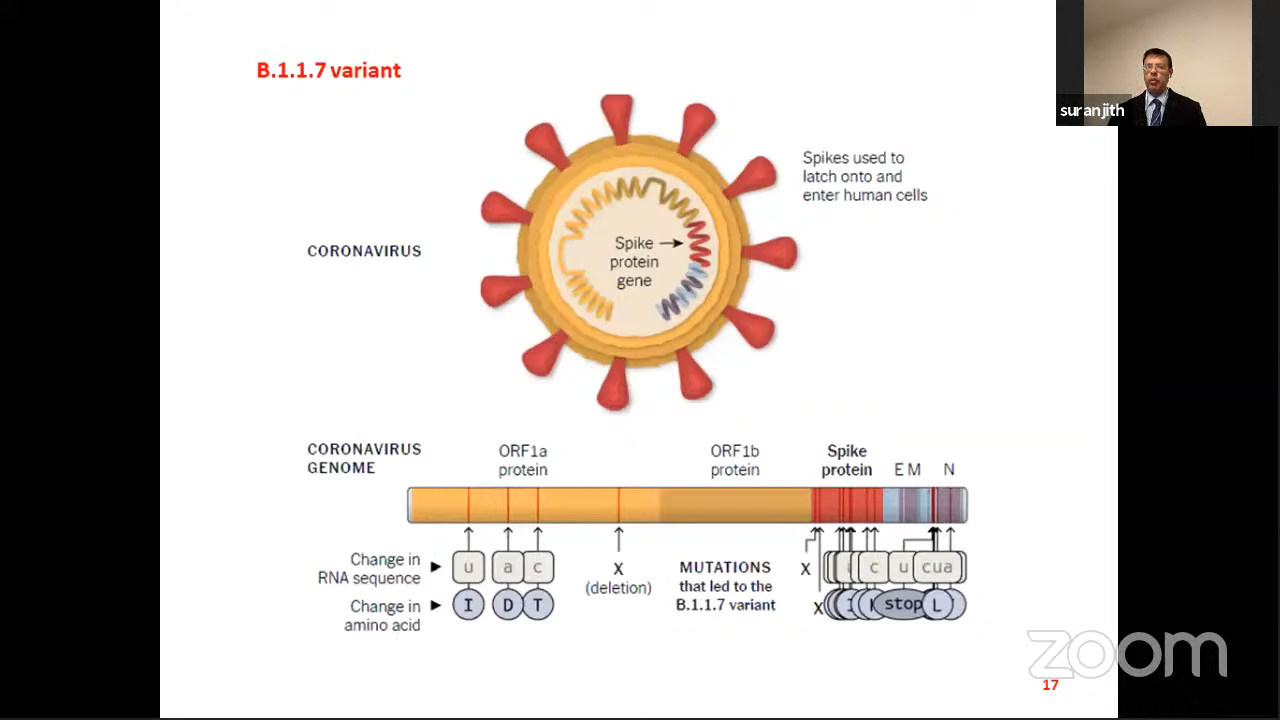 B.1.1.7 variant
suranjith
Spikes used to
latch onto and
enter human cells
CORONAVIRUS
Spike
protein
gene
CORONAVIRUS
GENOME
ORF1a
protein
ORF1b
protein
Spike
protein
E M N
Change in
RNA sequence
u a c
X
(deletion)
MUTATIONS
that led to the
B.1.1.7 variant
X
c u cua
Change in
amino acid
I D T
X I K stop L
zoom
17